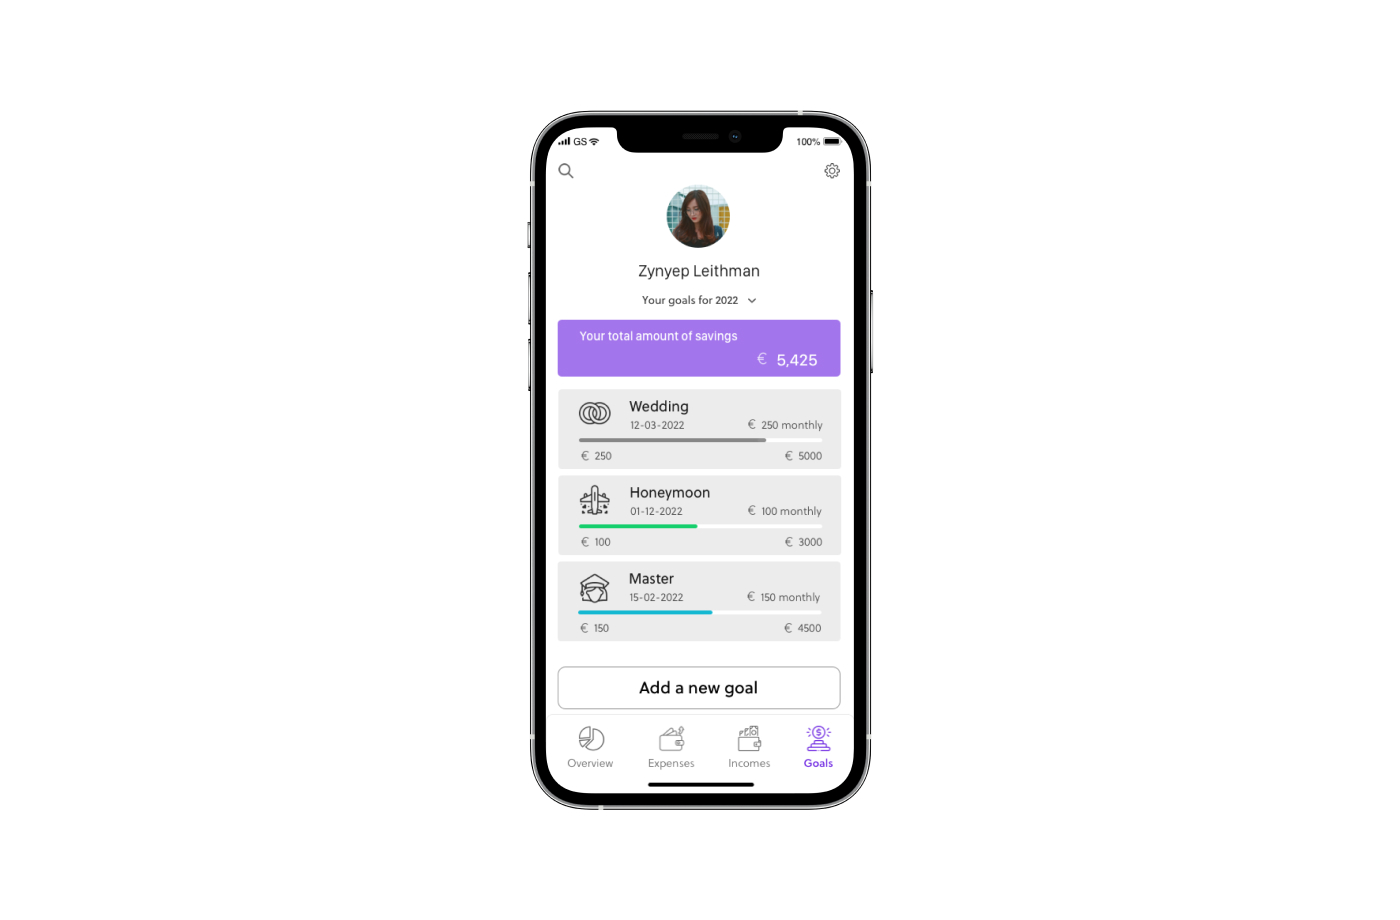 GS 100%
Zynyep Leithman
Your goals for 2022
Your total amount of savings
€ 5,425
Wedding
12-03-2022 € 250 monthly
€ 250 € 5000
Honeymoon
01-12-2022 € 100 monthly
€ 100 € 3000
Master
15-02-2022 € 150 monthly
€ 150 € 4500
Add a new goal
Overview Expenses Incomes Goals